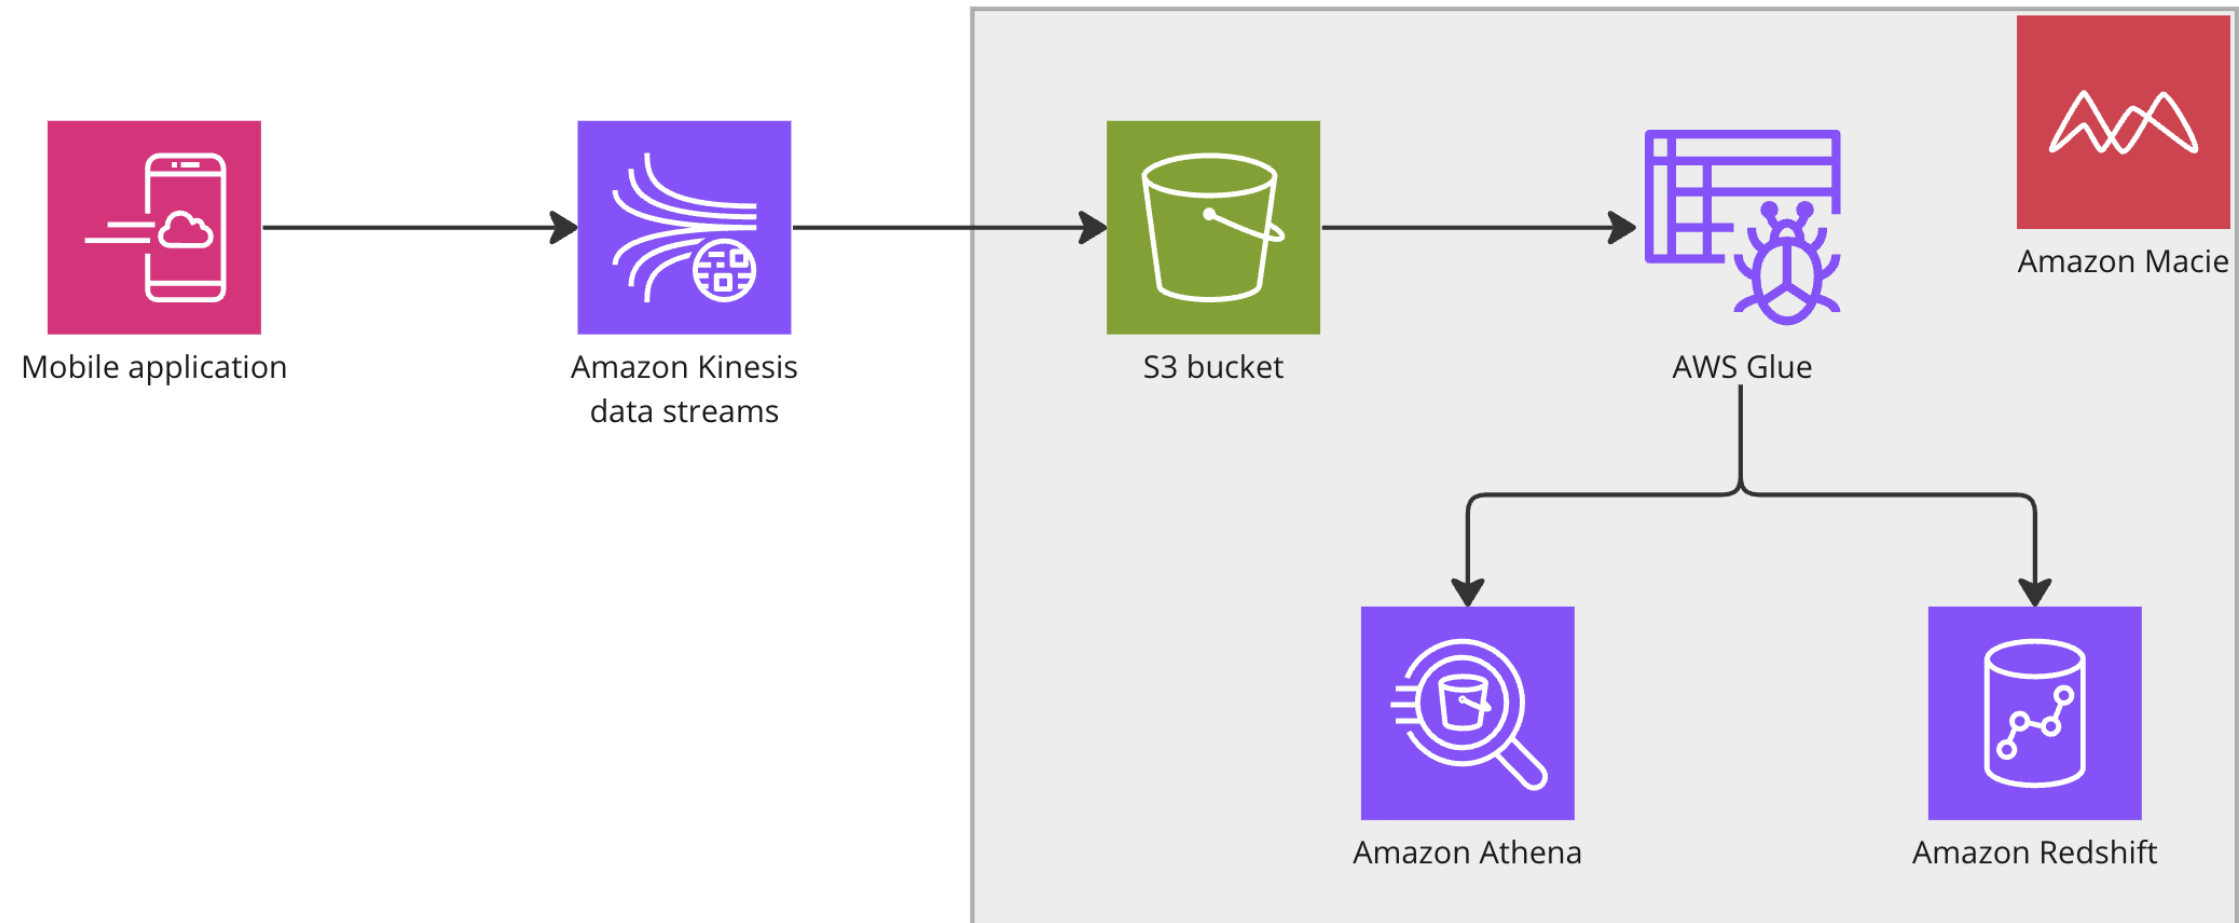 Mobile application
Amazon Kinesis
data streams
S3 bucket
AWS Glue
Amazon Macie
Amazon Athena
Amazon Redshift